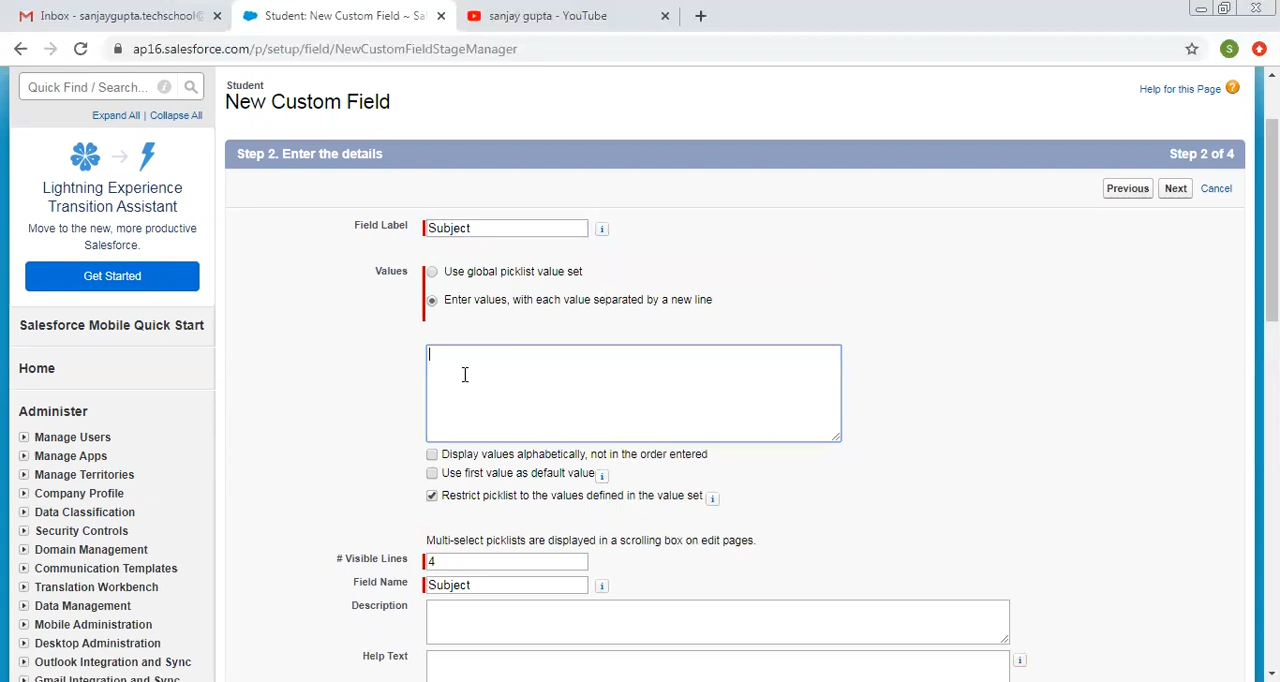 Inbox - sanjaygupta.techschool@
Student: New Custom Field ~ Sa
sanjay gupta - YouTube
ap16.salesforce.com/p/setup/field/NewCustomFieldStageManager
S
Quick Find / Search...
Expand All | Collapse All
Lightning Experience
Transition Assistant
Move to the new, more productive
Salesforce.
Get Started
Salesforce Mobile Quick Start
Home
Administer
Manage Users
Manage Apps
Manage Territories
Company Profile
Data Classification
Security Controls
Domain Management
Communication Templates
Translation Workbench
Data Management
Mobile Administration
Desktop Administration
Outlook Integration and Sync
Gmail Integration and Sync
Student
New Custom Field
Help for this Page
Step 2. Enter the details Step 2 of 4
Previous Next Cancel
Field Label Subject
Values Use global picklist value set
Enter values, with each value separated by a new line
Display values alphabetically, not in the order entered
Use first value as default value
Restrict picklist to the values defined in the value set
Multi-select picklists are displayed in a scrolling box on edit pages.
# Visible Lines 4
Field Name Subject
Description
Help Text